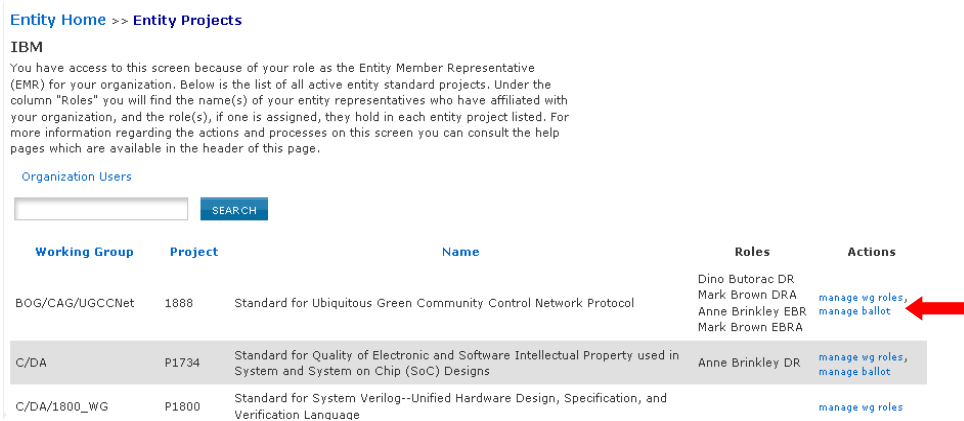 Entity Home >> Entity Projects
IBM
You have access to this screen because of your role as the Entity Member Representative
(EMR) for your organization. Below is the list of all active entity standard projects. Under the
column "Roles" you will find the name(s) of your entity representatives who have affiliated with
your organization, and the role(s), if one is assigned, they hold in each entity project listed. For
more information regarding the actions and processes on this screen you can consult the help
pages which are available in the header of this page.
Organization Users
SEARCH
Working Group Project Name Roles Actions
BOG/CAG/UGCCNet 1888 Standard for Ubiquitous Green Community Control Network Protocol
Dino Butorac DR
Mark Brown DRA
Anne Brinkley EBR
Mark Brown EBRA
manage wg roles,
manage ballot
C/DA P1734
Standard for Quality of Electronic and Software Intellectual Property used in
System and System on Chip (SoC) Designs
Anne Brinkley DR
manage wg roles,
manage ballot
C/DA/1800_WG P1800
Standard for System Verilog--Unified Hardware Design, Specification, and
Verification Language
manage wg roles